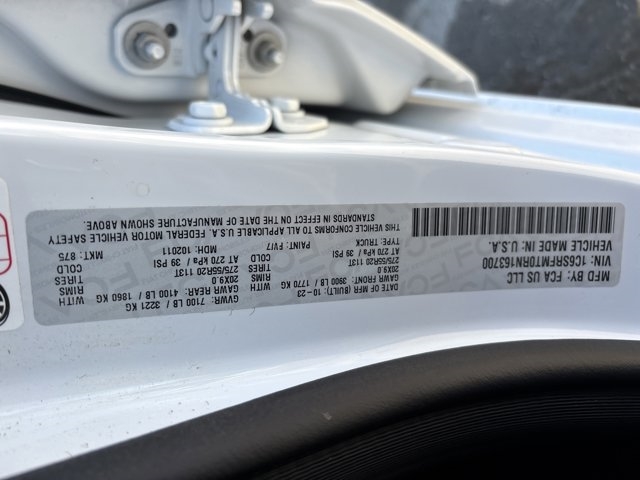 MFD BY: FCA US LLC
VIN: 1C6SRFMT0RN163700
VEHICLE MADE IN: U.S.A.
DATE OF MFR (BUILT): 10-23
GVWR: 7100 LB / 3221 KG
GAWR FRONT: 3900 LB / 1770 KG WITH
GAWR REAR: 4100 LB / 1860 KG WITH
20X9.0 RIMS
20X9.0 RIMS
275/55R20 113T TIRES
275/55R20 113T TIRES
AT 270 kPa / 39 PSI COLD
AT 270 kPa / 39 PSI COLD
TYPE: TRUCK
PAINT: FW7
MDH: 102011
MKT: 875
THIS VEHICLE CONFORMS TO ALL APPLICABLE U.S.A. FEDERAL MOTOR VEHICLE SAFETY
STANDARDS IN EFFECT ON THE DATE OF MANUFACTURE SHOWN ABOVE.